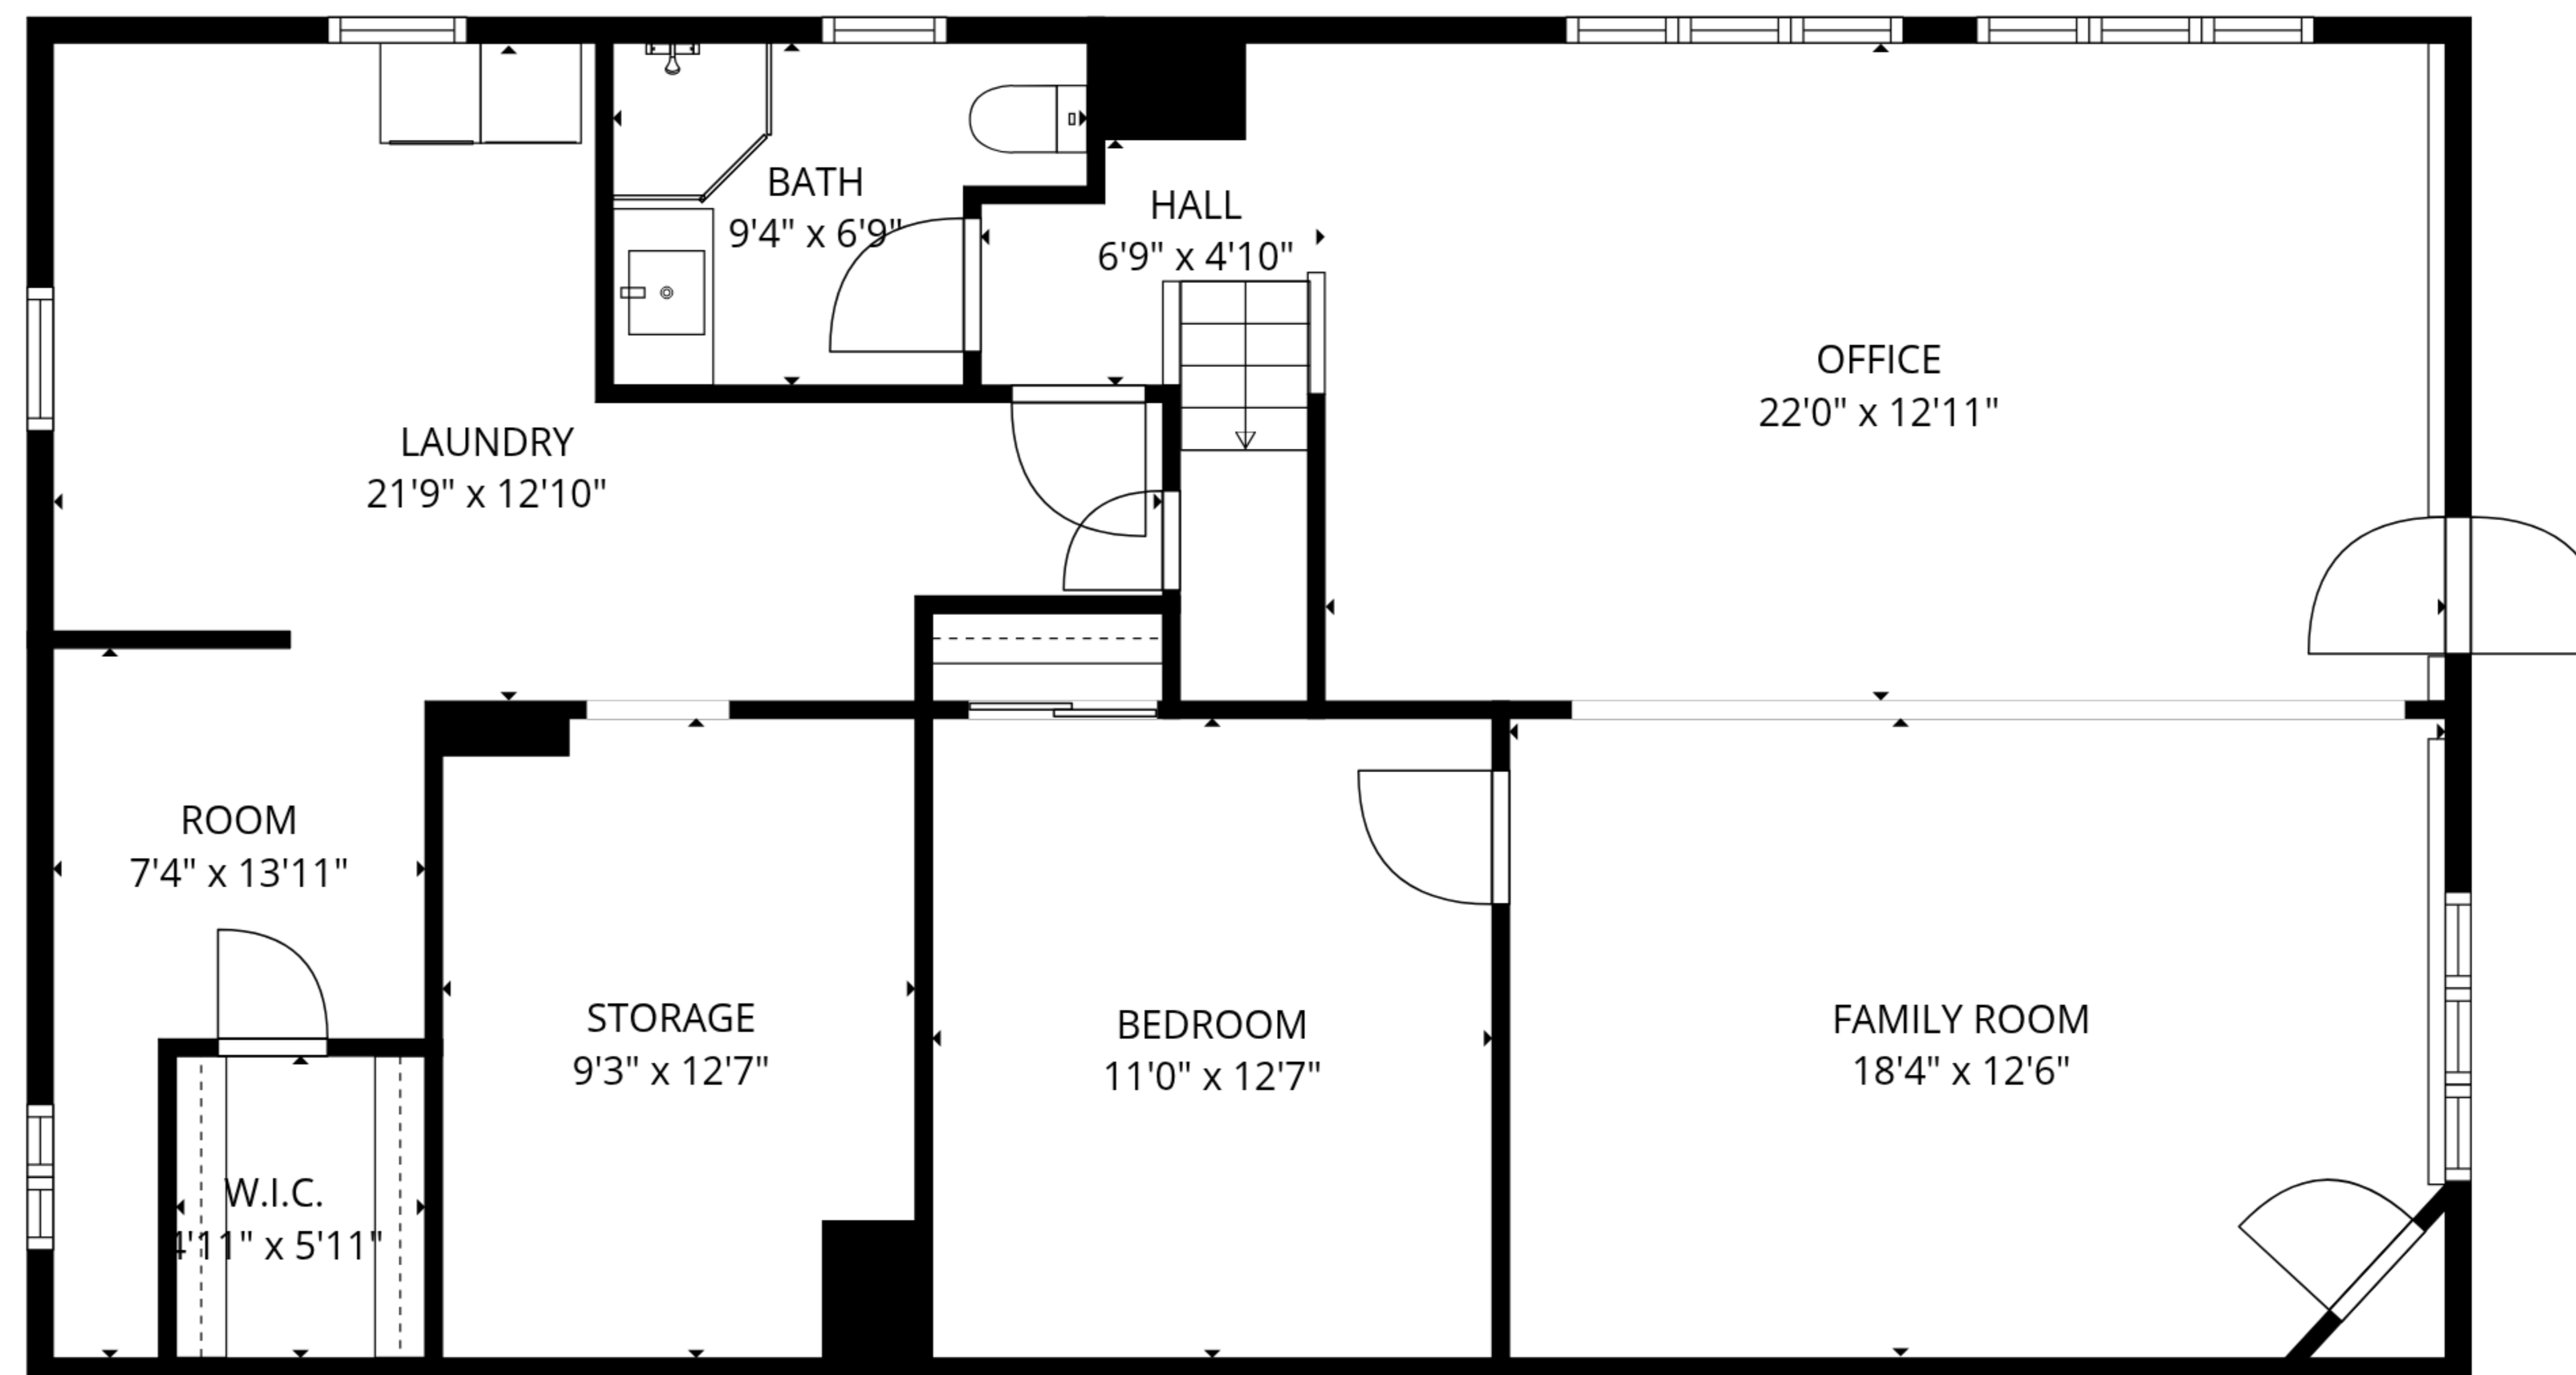 BATH
9'4" x 6'9"
HALL
6'9" x 4'10"
OFFICE
22'0" x 12'11"
LAUNDRY
21'9" x 12'10"
ROOM
7'4" x 13'11"
STORAGE
9'3" x 12'7"
BEDROOM
11'0" x 12'7"
FAMILY ROOM
18'4" x 12'6"
W.I.C.
4'11" x 5'11"